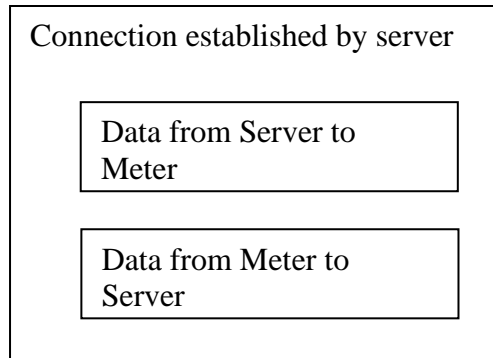 Connection established by server
Data from Server to
Meter
Data from Meter to
Server